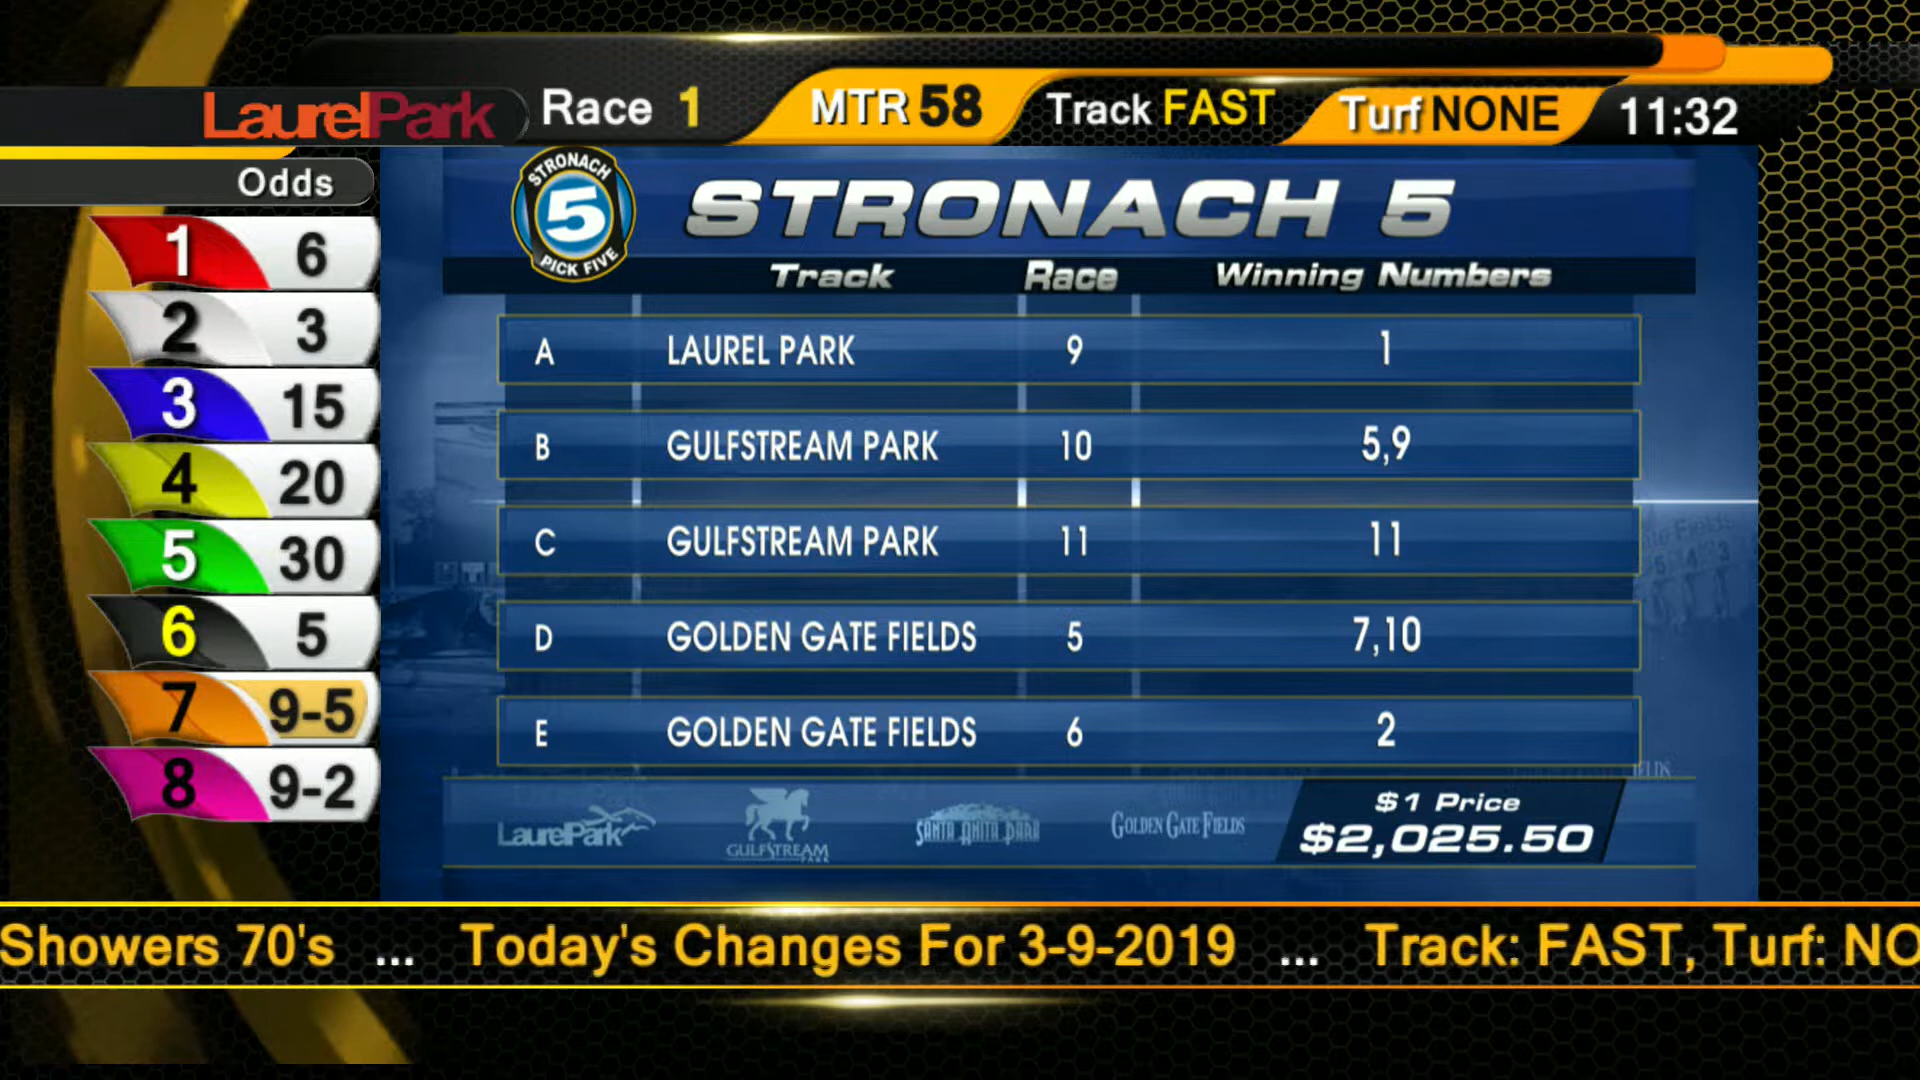 LaurelPark Race 1 MTR 58 Track FAST Turf NONE 11:32
Odds
1 6
2 3
3 15
4 20
5 30
6 5
7 9-5
8 9-2
STRONACH 5 PICK FIVE
STRONACH 5
Track Race Winning Numbers
A LAUREL PARK 9 1
B GULFSTREAM PARK 10 5,9
C GULFSTREAM PARK 11 11
D GOLDEN GATE FIELDS 5 7,10
E GOLDEN GATE FIELDS 6 2
LaurelPark GULFSTREAM PARK SANTA ANITA PARK GOLDEN GATE FIELDS
$1 Price
$2,025.50
Showers 70's ... Today's Changes For 3-9-2019 ... Track: FAST, Turf: NO